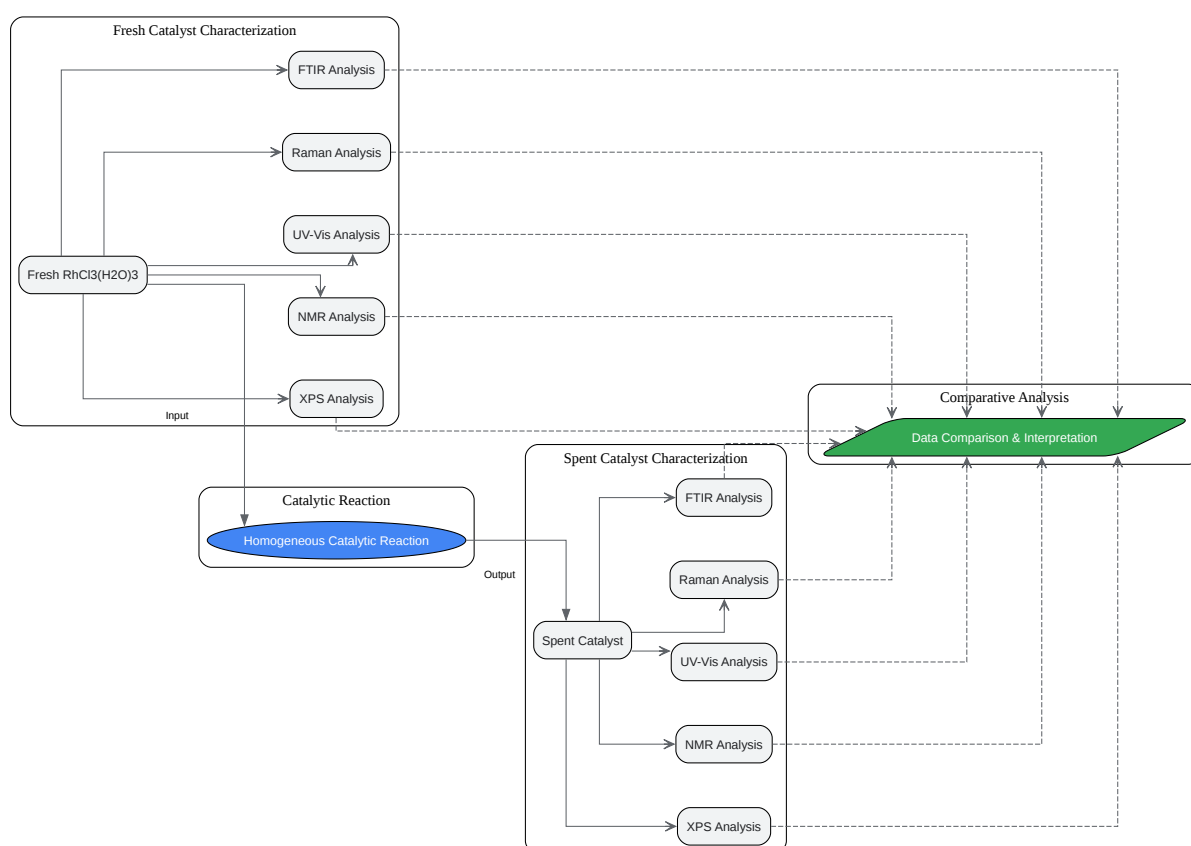 Fresh Catalyst Characterization
FTIR Analysis
Raman Analysis
UV-Vis Analysis
Fresh RhCl3(H2O)3
NMR Analysis
XPS Analysis
Input
Comparative Analysis
Data Comparison & Interpretation
Spent Catalyst Characterization
FTIR Analysis
Catalytic Reaction
Homogeneous Catalytic Reaction
Output
Raman Analysis
Spent Catalyst
UV-Vis Analysis
NMR Analysis
XPS Analysis